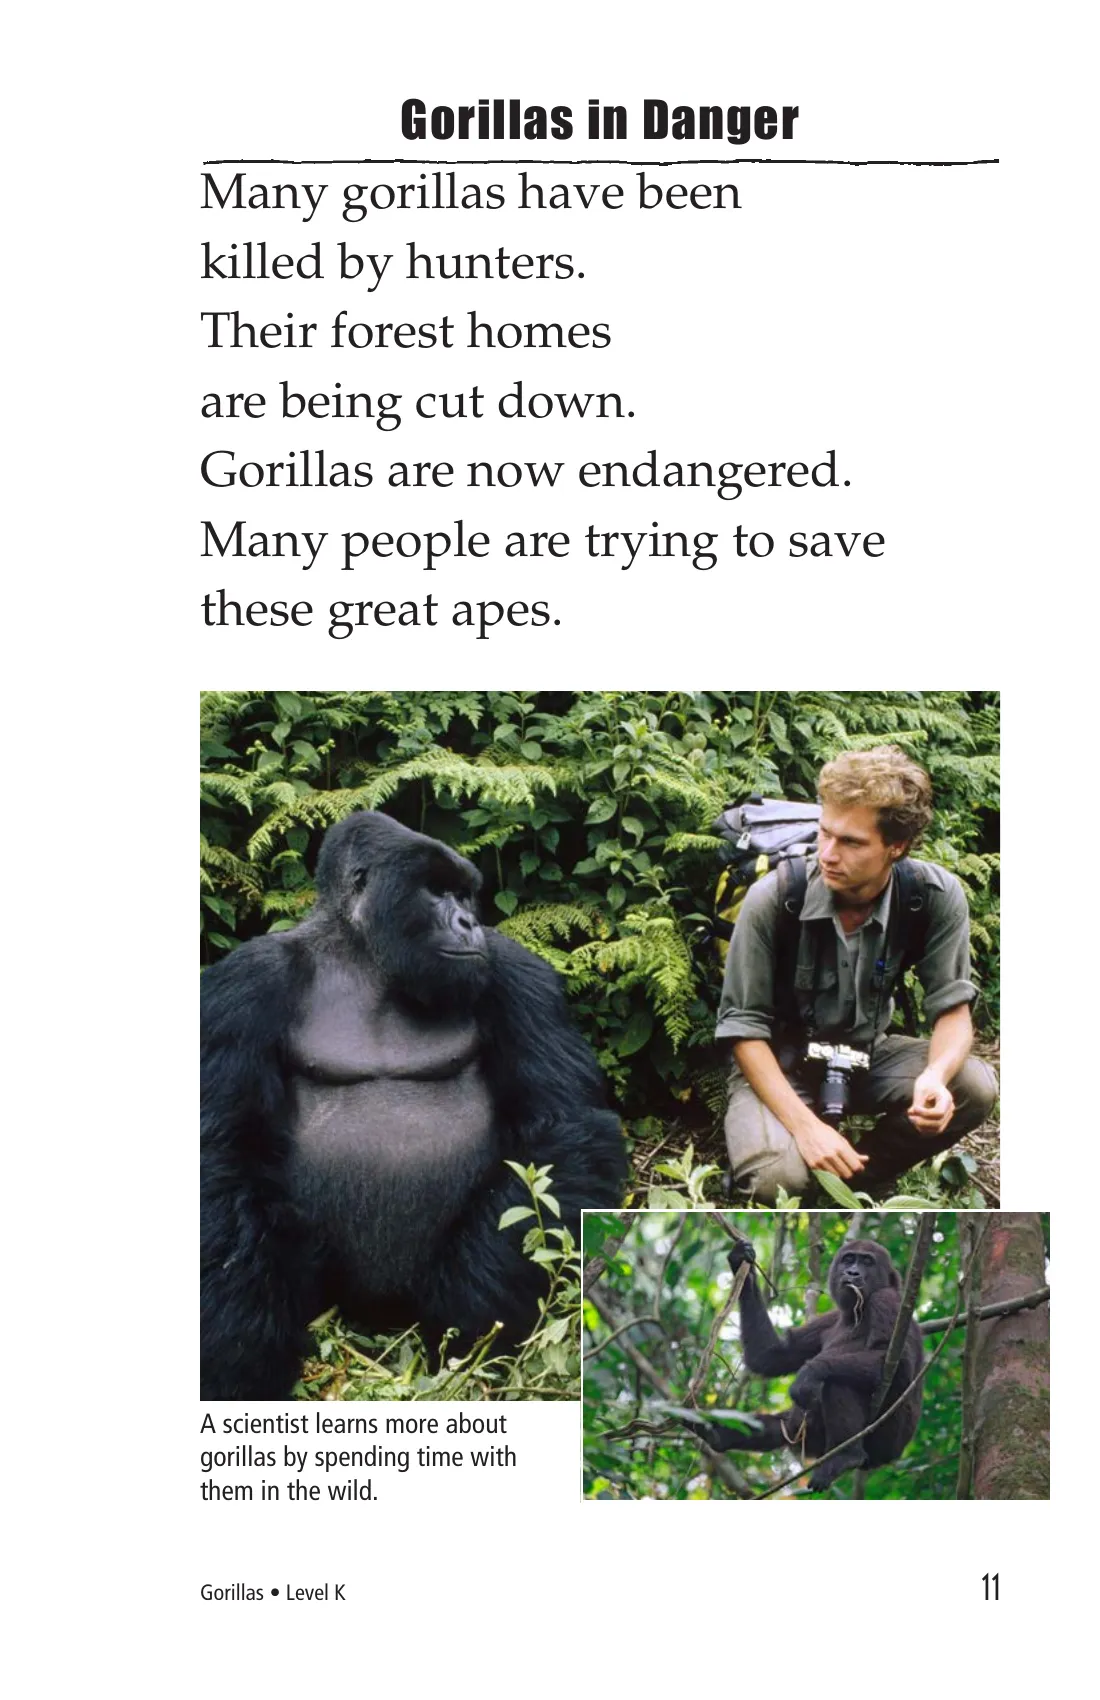 Gorillas in Danger
Many gorillas have been
killed by hunters.
Their forest homes
are being cut down.
Gorillas are now endangered.
Many people are trying to save
these great apes.
A scientist learns more about
gorillas by spending time with
them in the wild.
Gorillas • Level K
11